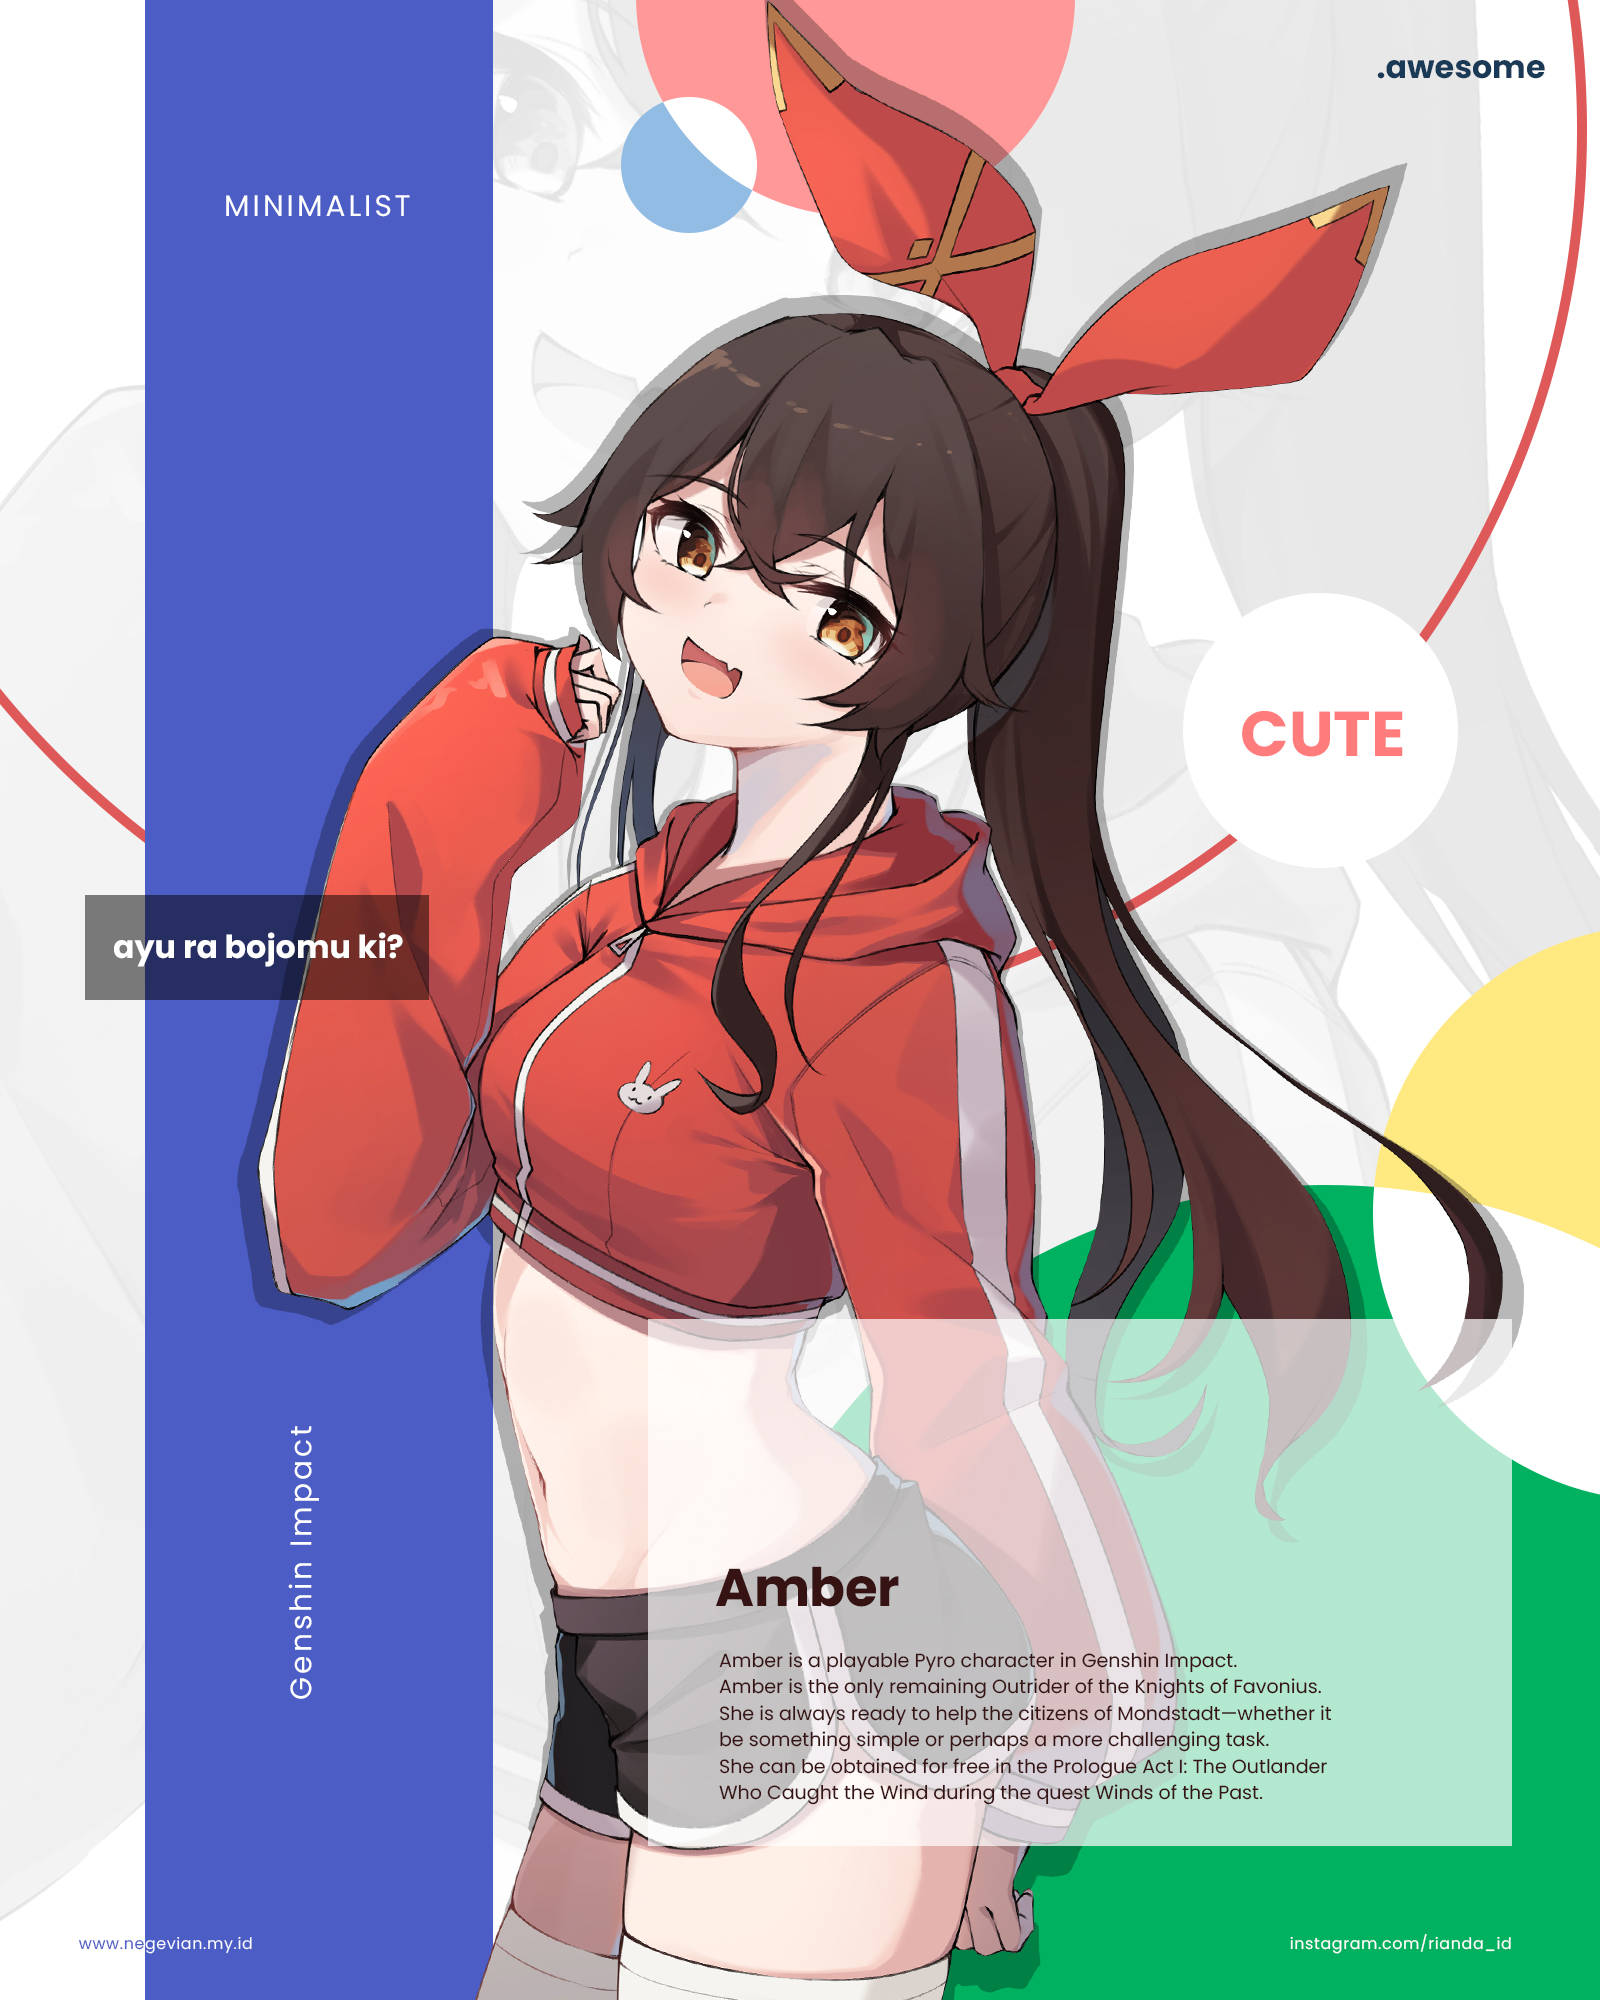 .awesome
MINIMALIST
CUTE
ayu ra bojomu ki?
Genshin Impact
Amber
Amber is a playable Pyro character in Genshin Impact.
Amber is the only remaining Outrider of the Knights of Favonius.
She is always ready to help the citizens of Mondstadt—whether it
be something simple or perhaps a more challenging task.
She can be obtained for free in the Prologue Act I: The Outlander
Who Caught the Wind during the quest Winds of the Past.
www.negevian.my.id
instagram.com/rianda_id